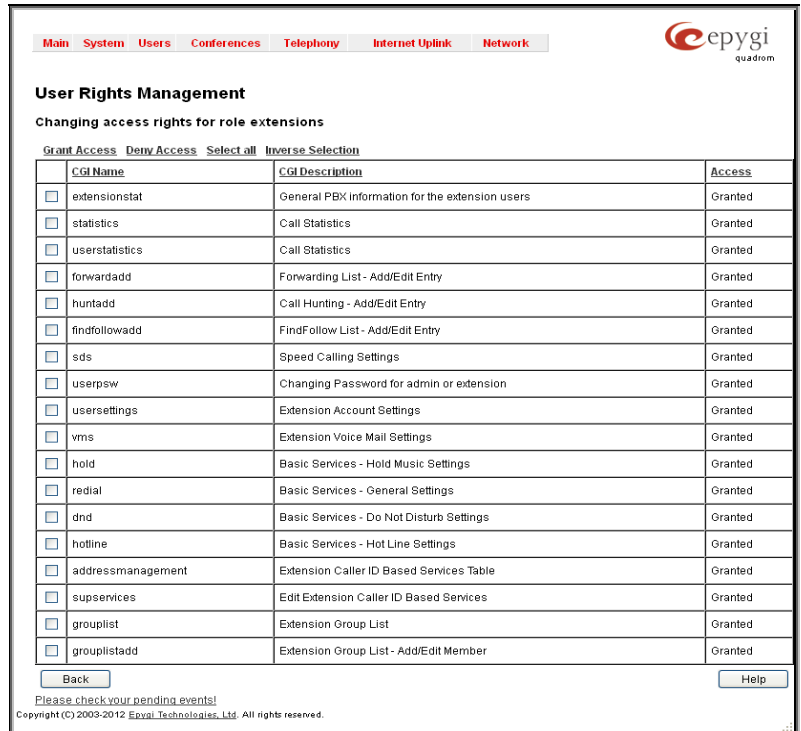 Main System Users Conferences Telephony Internet Uplink Network
epygi
quadrom
User Rights Management
Changing access rights for role extensions
Grant Access Deny Access Select all Inverse Selection
CGI Name CGI Description Access
extensionstat General PBX information for the extension users Granted
statistics Call Statistics Granted
userstatistics Call Statistics Granted
forwardadd Forwarding List - Add/Edit Entry Granted
huntadd Call Hunting - Add/Edit Entry Granted
findfollowadd FindFollow List - Add/Edit Entry Granted
sds Speed Calling Settings Granted
userpsw Changing Password for admin or extension Granted
usersettings Extension Account Settings Granted
vms Extension Voice Mail Settings Granted
hold Basic Services - Hold Music Settings Granted
redial Basic Services - General Settings Granted
dnd Basic Services - Do Not Disturb Settings Granted
hotline Basic Services - Hot Line Settings Granted
addressmanagement Extension Caller ID Based Services Table Granted
supservices Edit Extension Caller ID Based Services Granted
grouplist Extension Group List Granted
grouplistadd Extension Group List - Add/Edit Member Granted
Back Help
Please check your pending events!
Copyright (C) 2003-2012 Epygi Technologies, Ltd. All rights reserved.